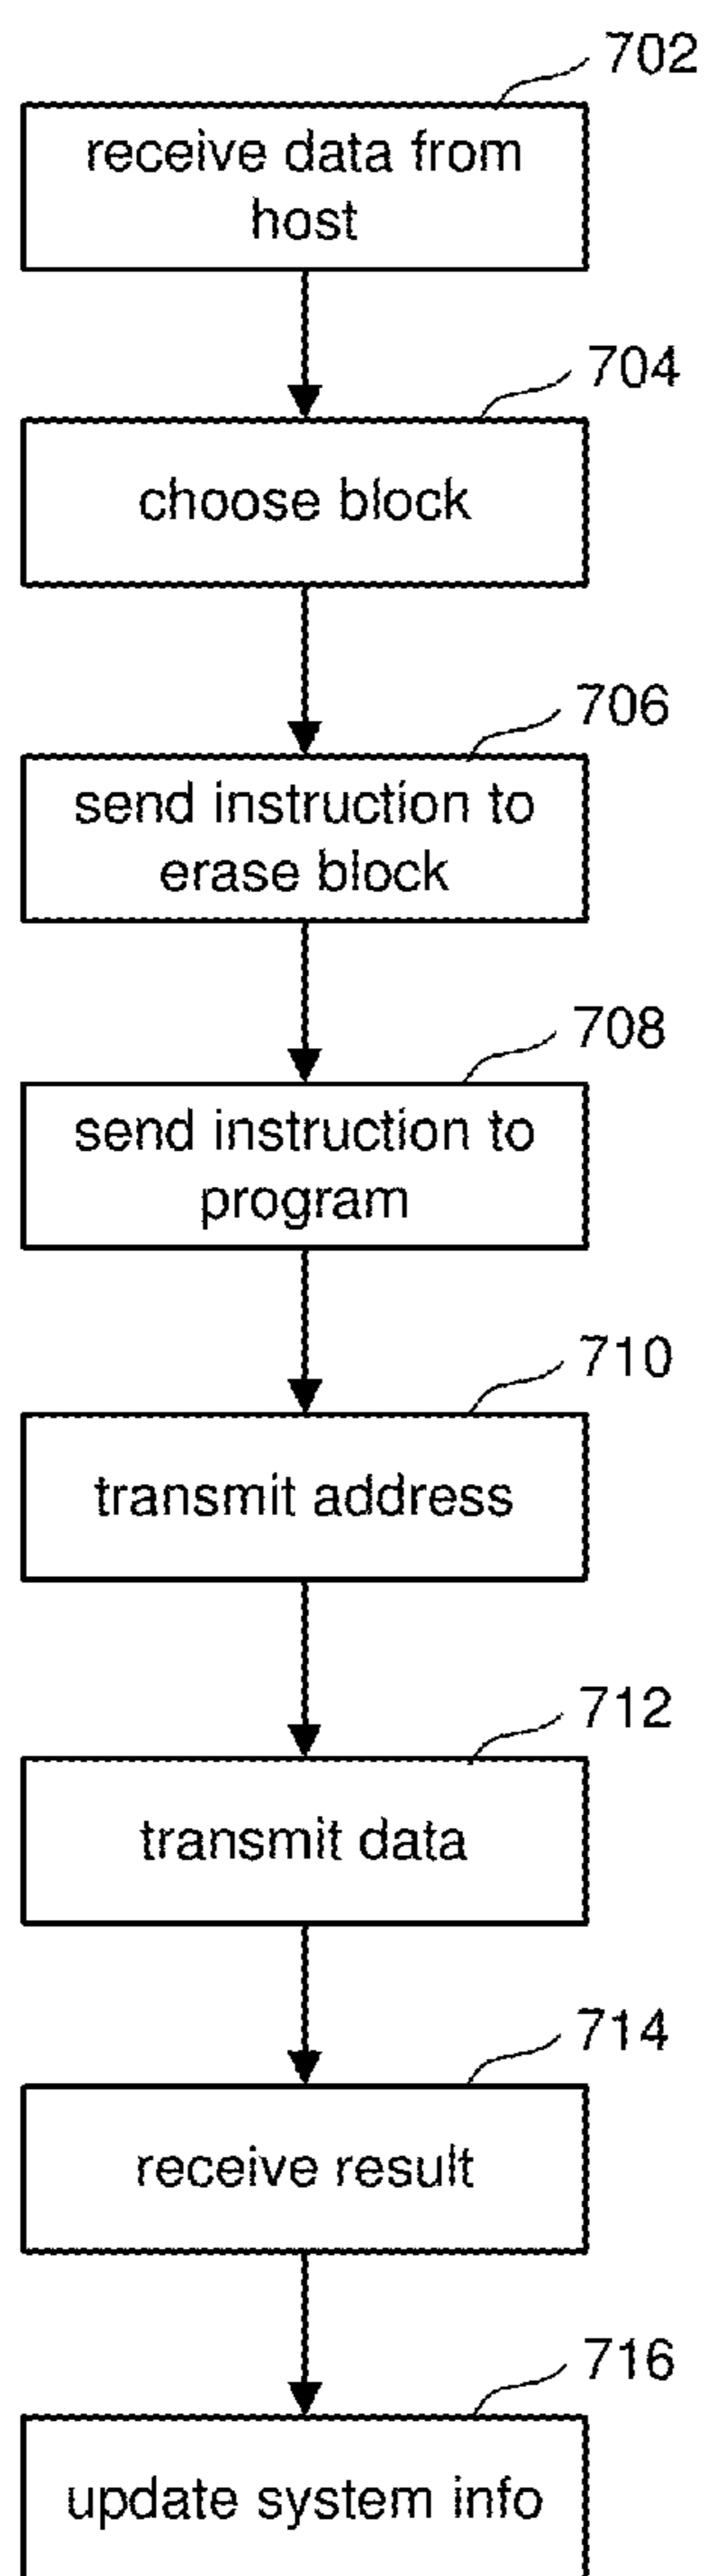 702
receive data from
host
704
choose block
706
send instruction to
erase block
708
send instruction to
program
710
transmit address
712
transmit data
714
receive result
716
update system info